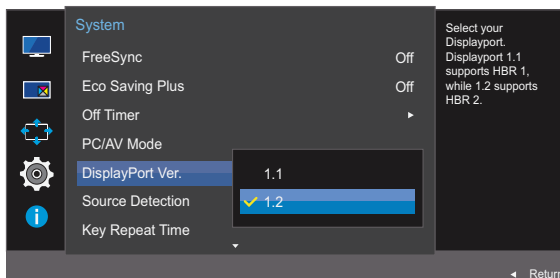 System
FreeSync Off
Eco Saving Plus Off
Off Timer
PC/AV Mode
DisplayPort Ver.
1.1
1.2
Source Detection
Key Repeat Time
Select your
Displayport.
Displayport 1.1
supports HBR 1,
while 1.2 supports
HBR 2.
Return